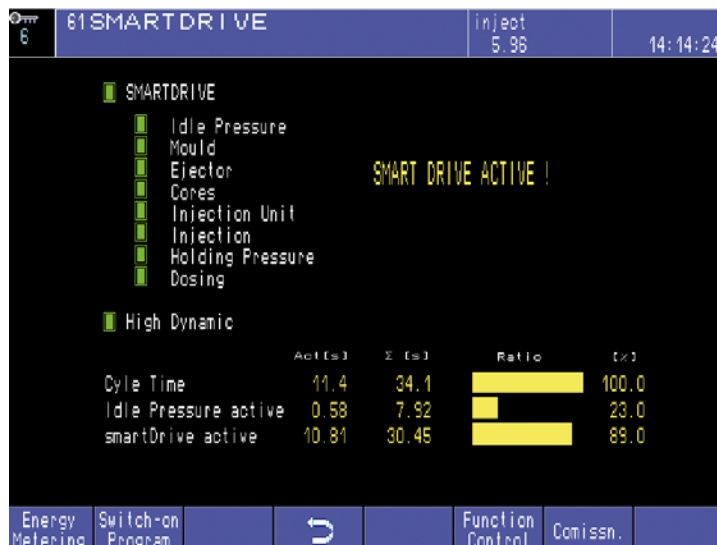 6 61 SMARTDRIVE inject 5.96 14:14:24
SMARTDRIVE
Idle Pressure
Mould
Ejector
SMART DRIVE ACTIVE !
Cores
Injection Unit
Injection
Holding Pressure
Dosing
High Dynamic
Act[s] Σ [s] Ratio [%]
Cyle Time 11.4 34.1 100.0
Idle Pressure active 0.58 7.92 23.0
smartDrive active 10.81 30.45 89.0
Energy Metering Switch-on Program Function Control Comissn.